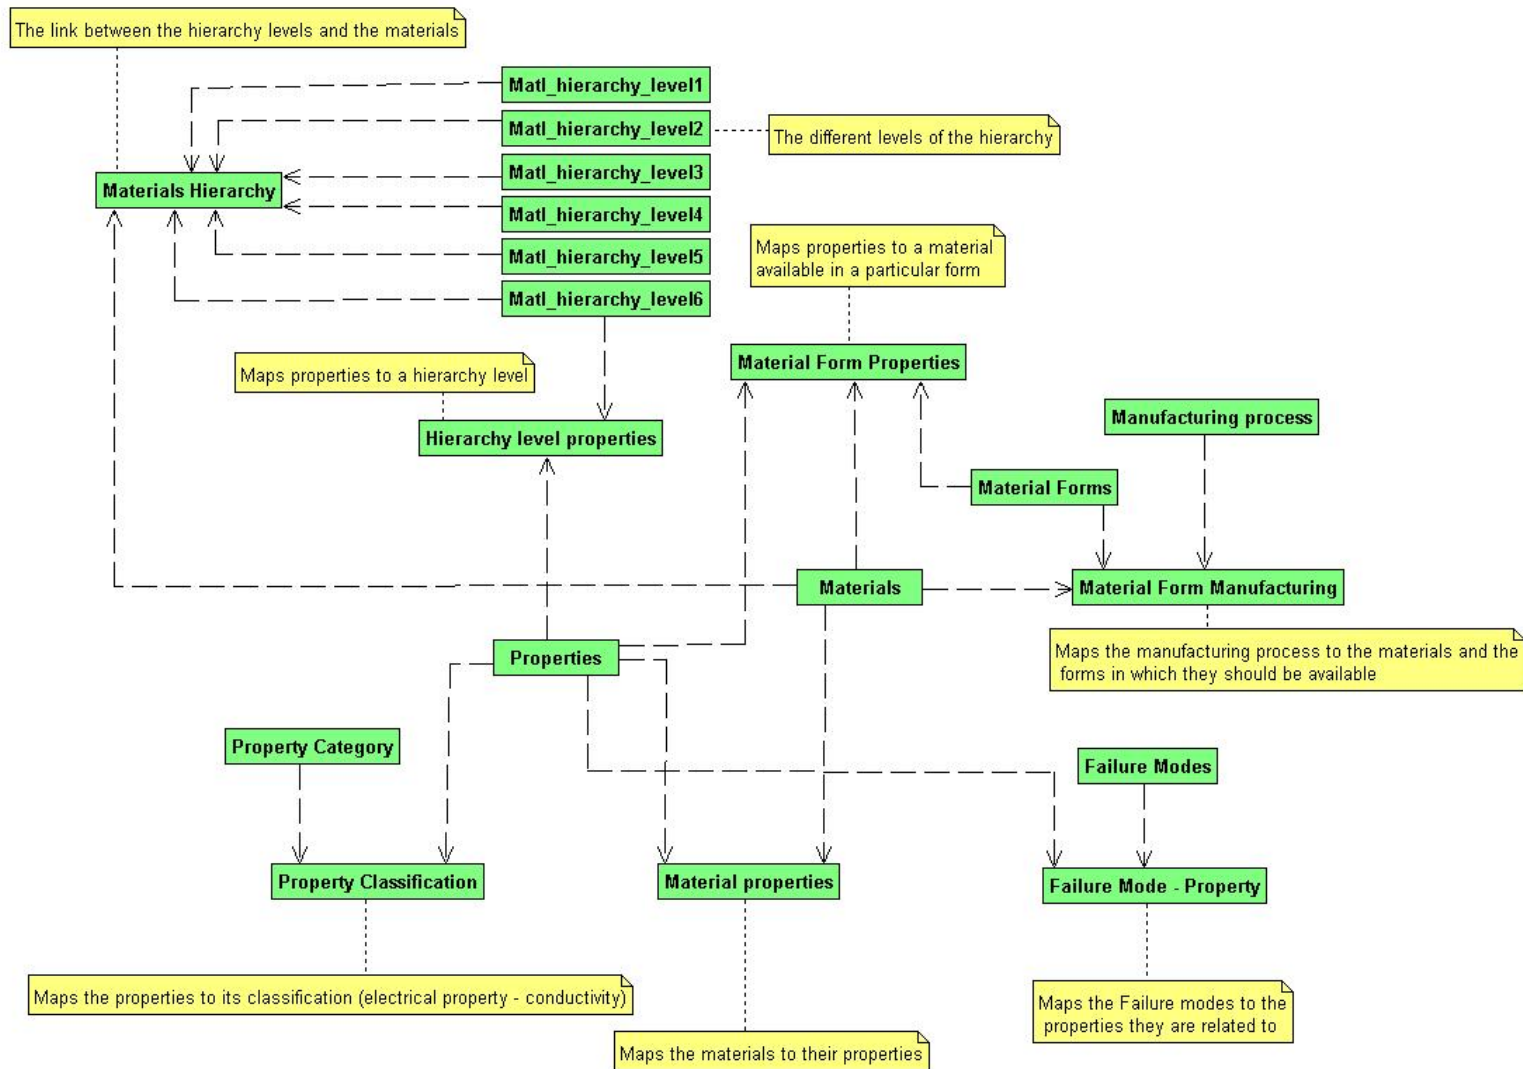 The link between the hierarchy levels and the materials
Matl_hierarchy_level1
Matl_hierarchy_level2
The different levels of the hierarchy
Matl_hierarchy_level3
Materials Hierarchy
Matl_hierarchy_level4
Matl_hierarchy_level5
Maps properties to a material
available in a particular form
Matl_hierarchy_level6
Material Form Properties
Maps properties to a hierarchy level
Manufacturing process
Hierarchy level properties
Material Forms
Materials
Material Form Manufacturing
Properties
Maps the manufacturing process to the materials and the
forms in which they should be available
Property Category
Failure Modes
Property Classification
Material properties
Failure Mode - Property
Maps the properties to its classification (electrical property - conductivity)
Maps the Failure modes to the
properties they are related to
Maps the materials to their properties